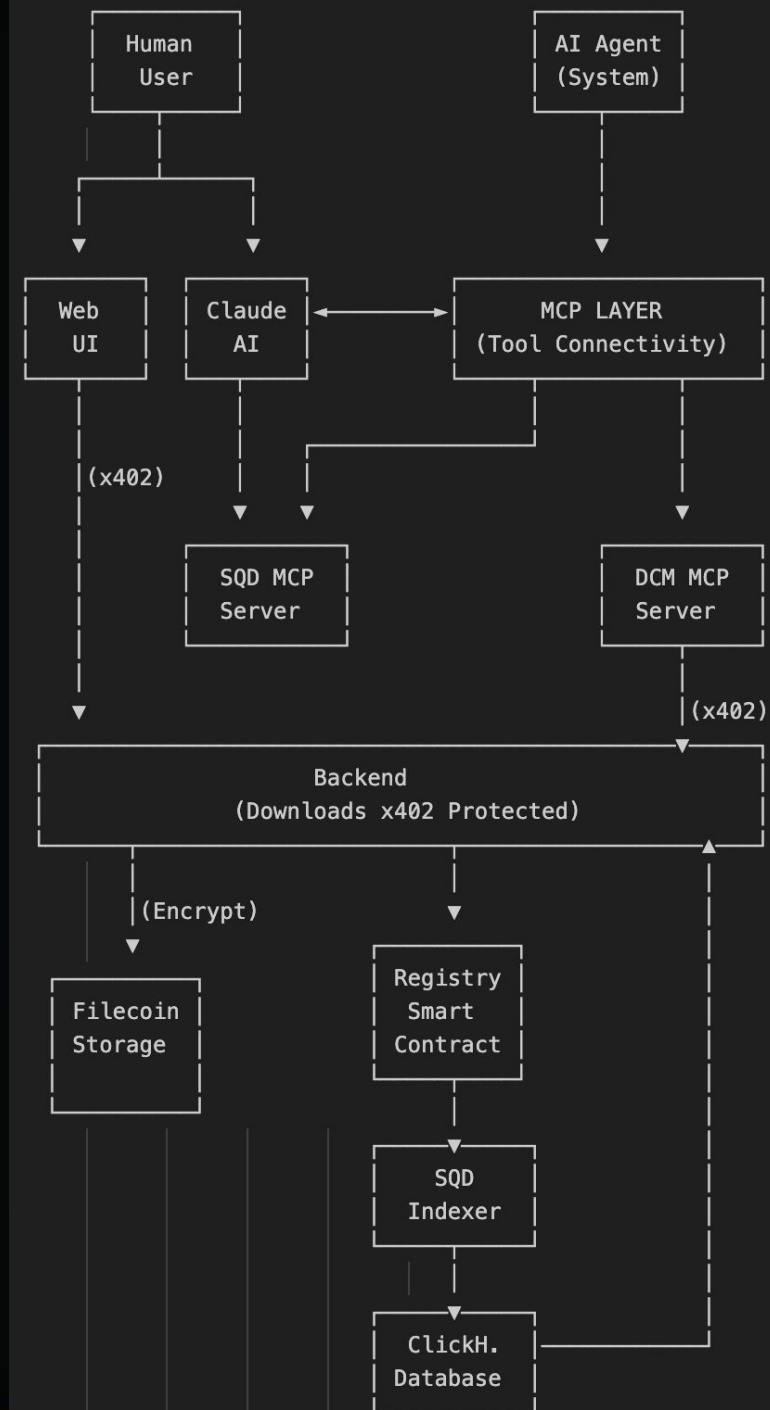 Human
User
AI Agent
(System)
Web
UI
Claude
AI
MCP LAYER
(Tool Connectivity)
(x402)
SQD MCP
Server
DCM MCP
Server
(x402)
Backend
(Downloads x402 Protected)
(Encrypt)
Filecoin
Storage
Registry
Smart
Contract
SQD
Indexer
ClickH.
Database